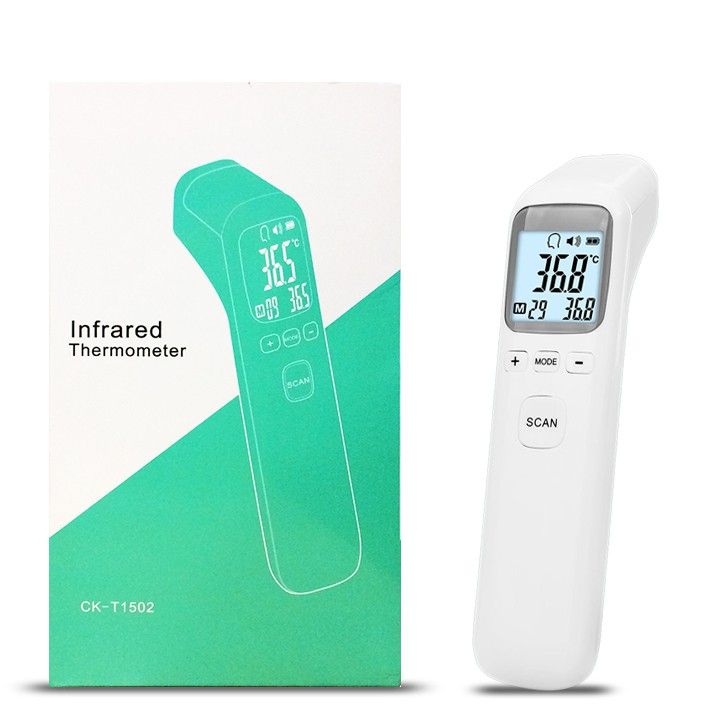 Infrared
Thermometer
36.5 °C
M 09 36.5
+ MODE -
SCAN
CK-T1502
36.8 °C
M 29 36.8
+ MODE -
SCAN